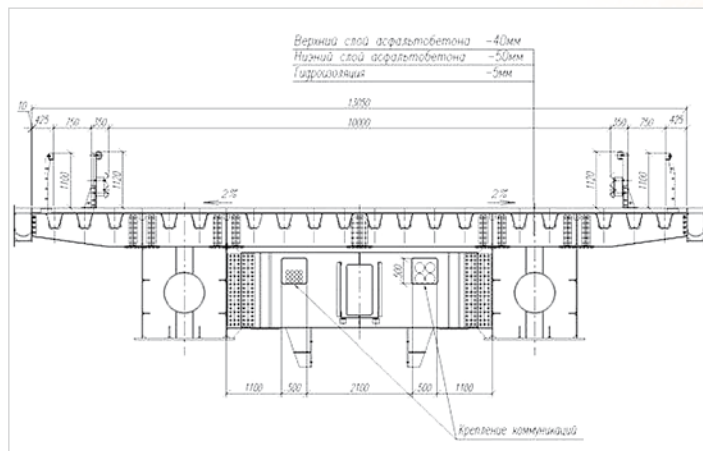 Верхний слой асфальтобетона -40мм
Нижний слой асфальтобетона -50мм
Гидроизоляция -5мм
13050
10 425 750 350 10000 350 750 425
1100 1120 1120 1100
2% 2%
500
1100 500 2100 500 1100
Крепление коммуникаций